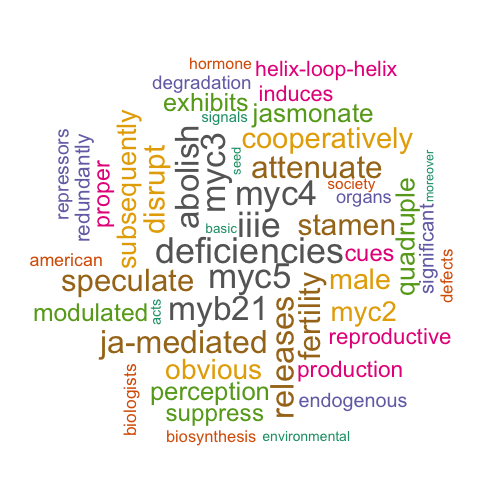 hormone
helix-loop-helix
degradation
induces
exhibits
signals
jasmonate
repressors
redundantly
proper
subsequently
disrupt
abolish
myc3
seed
cooperatively
attenuate
myc4
society
organs
quadruple
significant
moreover
basic
iiie
stamen
deficiencies
cues
american
speculate
myc5
male
defects
modulated
acts
myb21
releases
fertility
myc2
ja-mediated
reproductive
obvious
production
biologists
perception
endogenous
suppress
biosynthesis
environmental